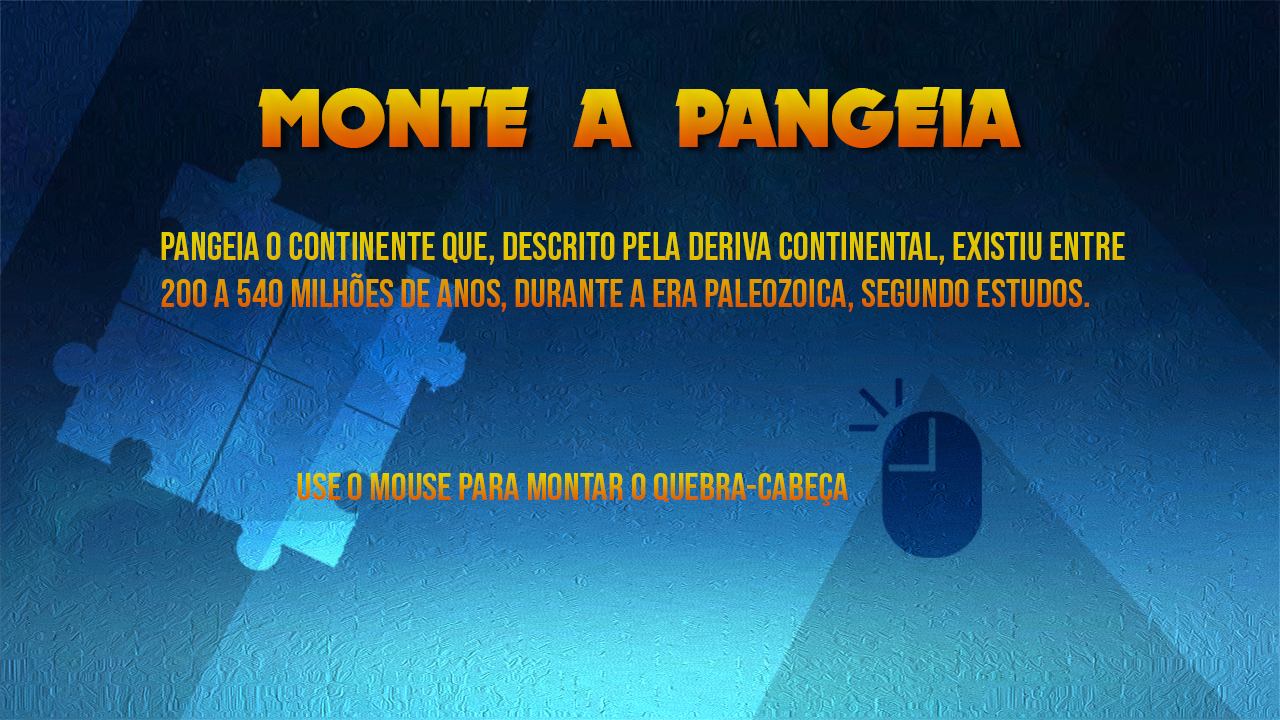 MONTE A PANGEIA
PANGEIA O CONTINENTE QUE, DESCRITO PELA DERIVA CONTINENTAL, EXISTIU ENTRE
200 A 540 MILHÕES DE ANOS, DURANTE A ERA PALEOZOICA, SEGUNDO ESTUDOS.
USE O MOUSE PARA MONTAR O QUEBRA-CABEÇA